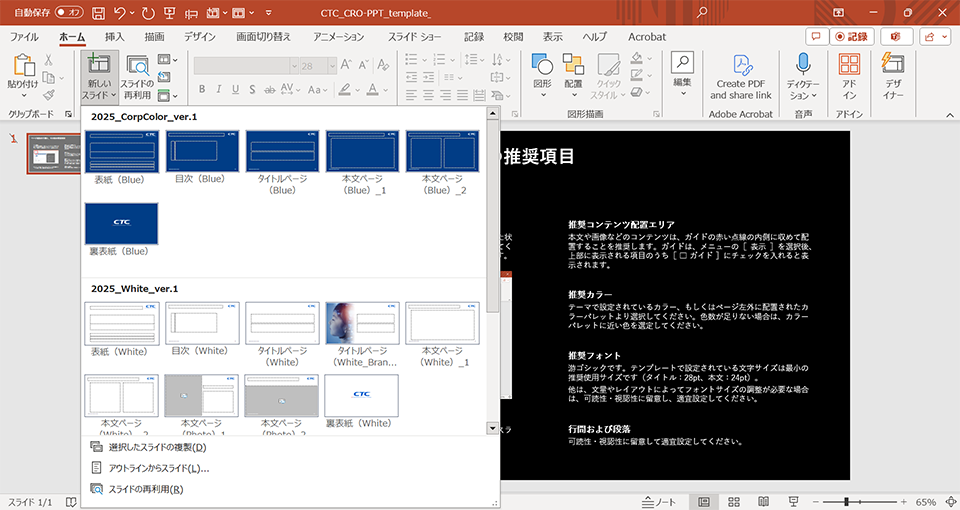 自動保存 オフ
CTC_CRO-PPT_template_
ファイル ホーム 挿入 描画 デザイン 画面切り替え アニメーション スライド ショー 記録 校閲 表示 ヘルプ Acrobat
記録
貼り付け
新しい
スライド
スライドの
再利用
28
B I U S ab AV Aa
図形
配置
クイック
スタイル
編集
Create PDF
and share link
ディクテー
ション
アド
イン
デザ
イナー
クリップボード
図形描画
Adobe Acrobat
音声
アドイン
2025_CorpColor_ver.1
表紙（Blue）
目次（Blue）
タイトルページ
（Blue）
本文ページ
（Blue）_1
本文ページ
（Blue）_2
CTC
裏表紙（Blue）
2025_White_ver.1
表紙（White）
目次（White）
タイトルページ
（White）
タイトルページ
（White_Bran...
本文ページ
（White）_1
本文ページ
（White）_2
本文ページ
（Photo）_1
本文ページ
（Photo）_2
CTC
裏表紙（White）
選択したスライドの複製(D)
アウトラインからスライド(L)...
スライドの再利用(R)
1
推奨項目
推奨コンテンツ配置エリア
本文や画像などのコンテンツは、ガイドの赤い点線の内側に収めて配
置することを推奨します。ガイドは、メニューの［ 表示 ］を選択後、
上部に表示される項目のうち［ □ ガイド ］にチェックを入れると表
示されます。
推奨カラー
テーマで設定されているカラー、もしくはページ左外に配置されたカ
ラーパレットより選択してください。色数が足りない場合は、カラー
パレットに近い色を選定してください。
推奨フォント
游ゴシックです。テンプレートで設定されている文字サイズは最小の
推奨使用サイズです（タイトル：28pt、本文：24pt）。
他は、文量やレイアウトによってフォントサイズの調整が必要な場合
は、可読性・視認性に留意し、適宜設定してください。
行間および段落
可読性・視認性に留意して適宜設定してください。
スライド 1/1
ノート
65%